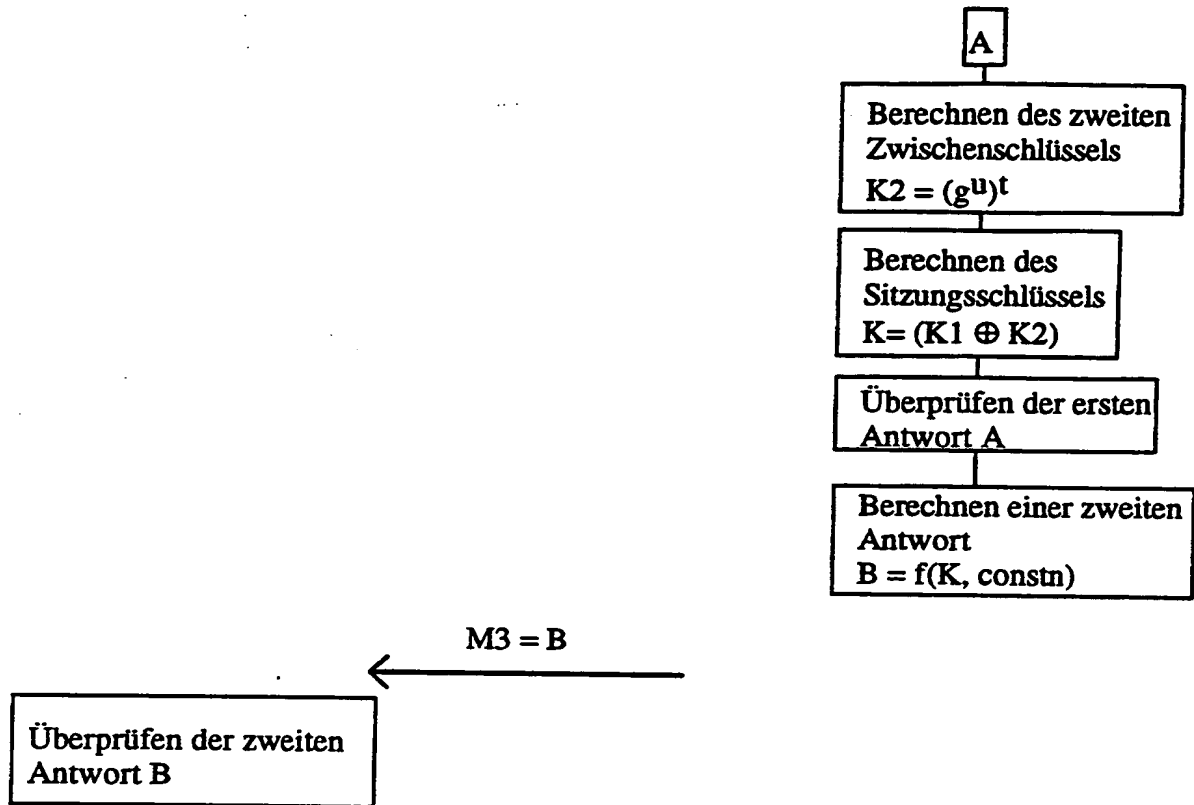 A
Berechnen des zweiten
Zwischenschlüssels
K2 = (gᵘ)ᵗ
Berechnen des
Sitzungsschlüssels
K= (K1 ⊕ K2)
Überprüfen der ersten
Antwort A
Berechnen einer zweiten
Antwort
B = f(K, constn)
M3 = B
Überprüfen der zweiten
Antwort B